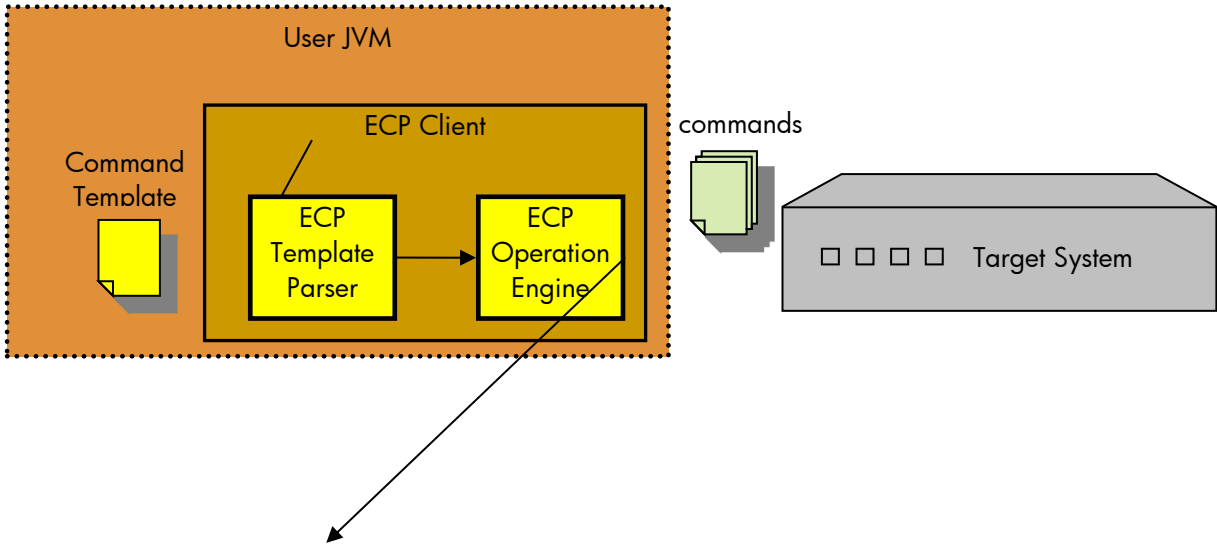 User JVM
ECP Client
commands
Command
Template
ECP
Template
Parser
ECP
Operation
Engine
Target System